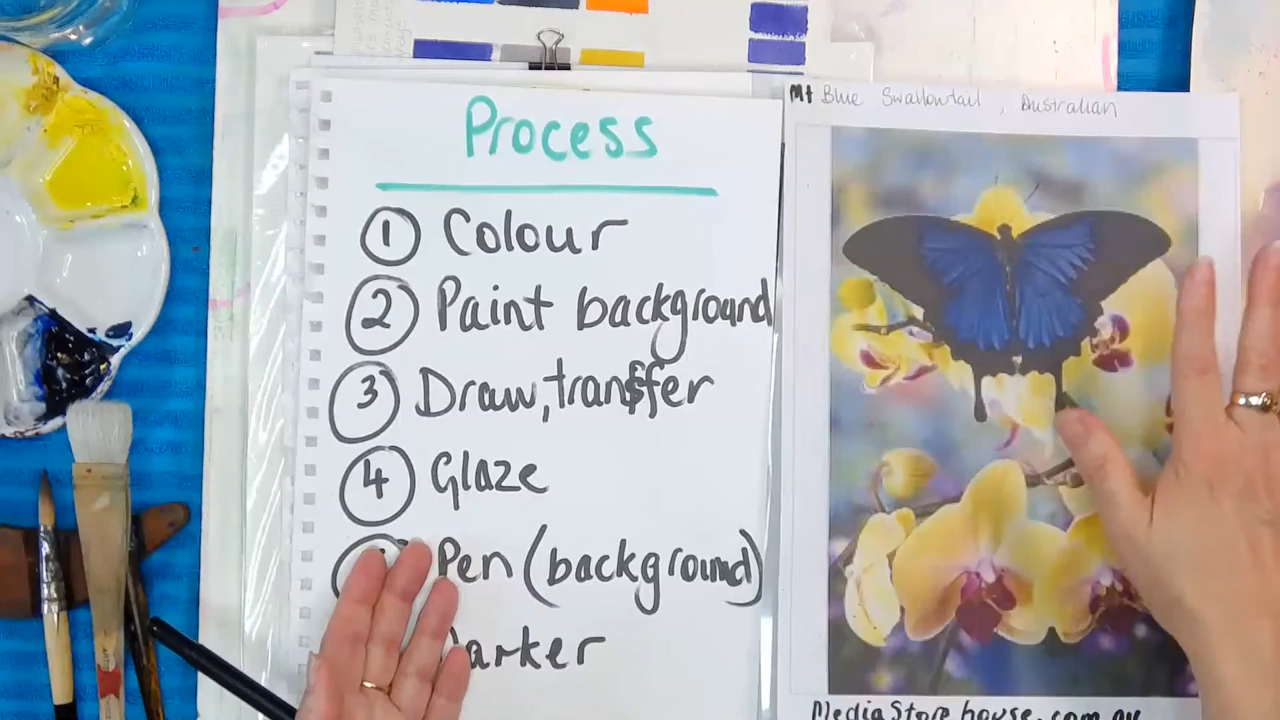 Process
1 Colour
2 Paint background
3 Draw, transfer
4 Glaze
Pen (background)
arker
Mt Blue Swallowtail, Australian
MediaStorehouse.com.au